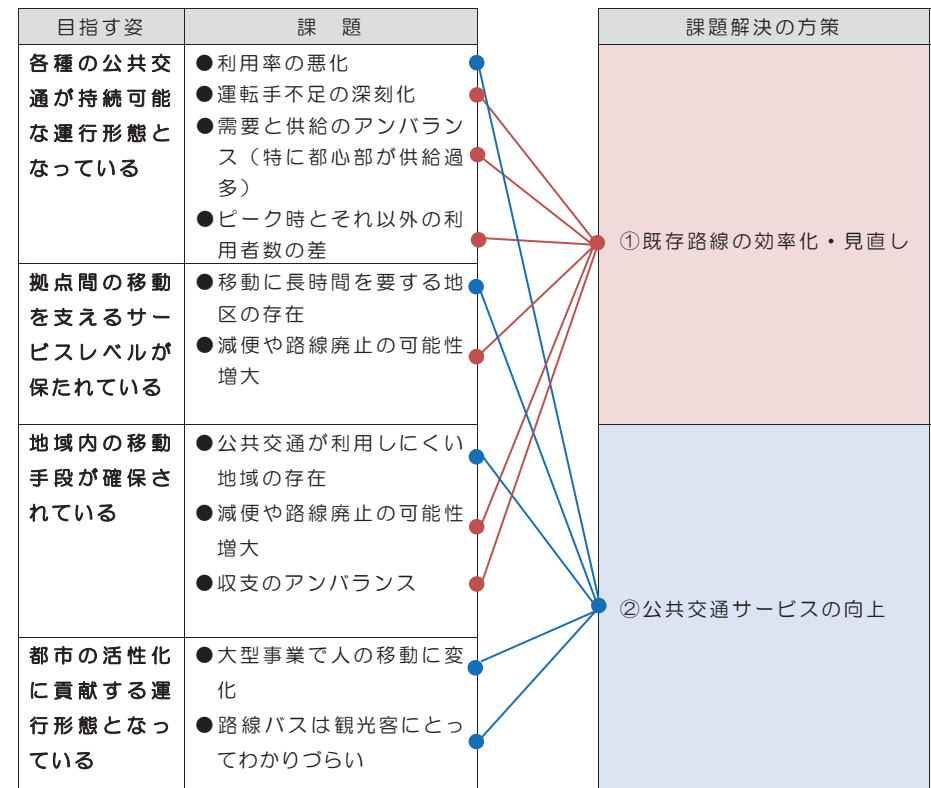 目指す姿
課　題
課題解決の方策
各種の公共交
通が持続可能
な運行形態と
なっている
●利用率の悪化
●運転手不足の深刻化
●需要と供給のアンバラン
ス（特に都心部が供給過
多）
●ピーク時とそれ以外の利
用者数の差
①既存路線の効率化・見直し
拠点間の移動
を支えるサー
ビスレベルが
保たれている
●移動に長時間を要する地
区の存在
●減便や路線廃止の可能性
増大
地域内の移動
手段が確保さ
れている
●公共交通が利用しにくい
地域の存在
●減便や路線廃止の可能性
増大
●収支のアンバランス
②公共交通サービスの向上
都市の活性化
に貢献する運
行形態となっ
ている
●大型事業で人の移動に変
化
●路線バスは観光客にとっ
てわかりづらい